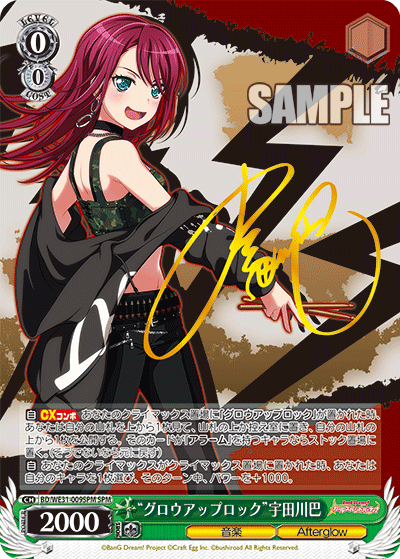 LEVEL
0
0
COST
SAMPLE
自 CXコンボ あなたのクライマックス置場に「グロウアップロック」が置かれた時、
あなたは自分の山札を上から1枚見て、山札の上か控え室に置き、自分の山札
の上から1枚を公開する。そのカードが《アラーム》を持つキャラならストック置場に
置く。(そうでないなら元に戻す)
自 あなたのクライマックスがクライマックス置場に置かれた時、あなたは自分
のキャラを1枚選び、そのターン中、パワーを+1000。
CH BD/WE31-009SPM SPM
2000
“グロウアップロック”宇田川巴
音楽
Afterglow
©BanG Dream! Project ©Craft Egg Inc. ©bushiroad All Rights Reserved.